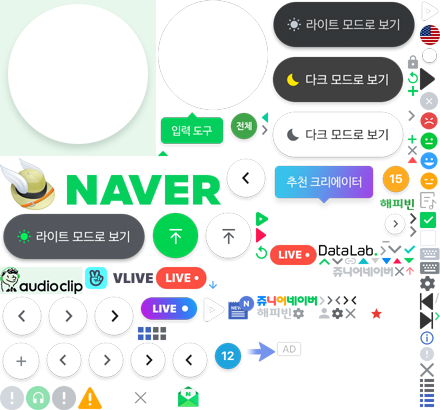 라이트 모드로 보기
다크 모드로 보기
입력 도구
전체
다크 모드로 보기
추천 크리에이터
15
NAVER
해피빈
라이트 모드로 보기
LIVE
DataLab.
쥬니어네이버
audioclip
VLIVE
LIVE
LIVE
NEWS
N
쥬니어네이버
해피빈
12
AD
N